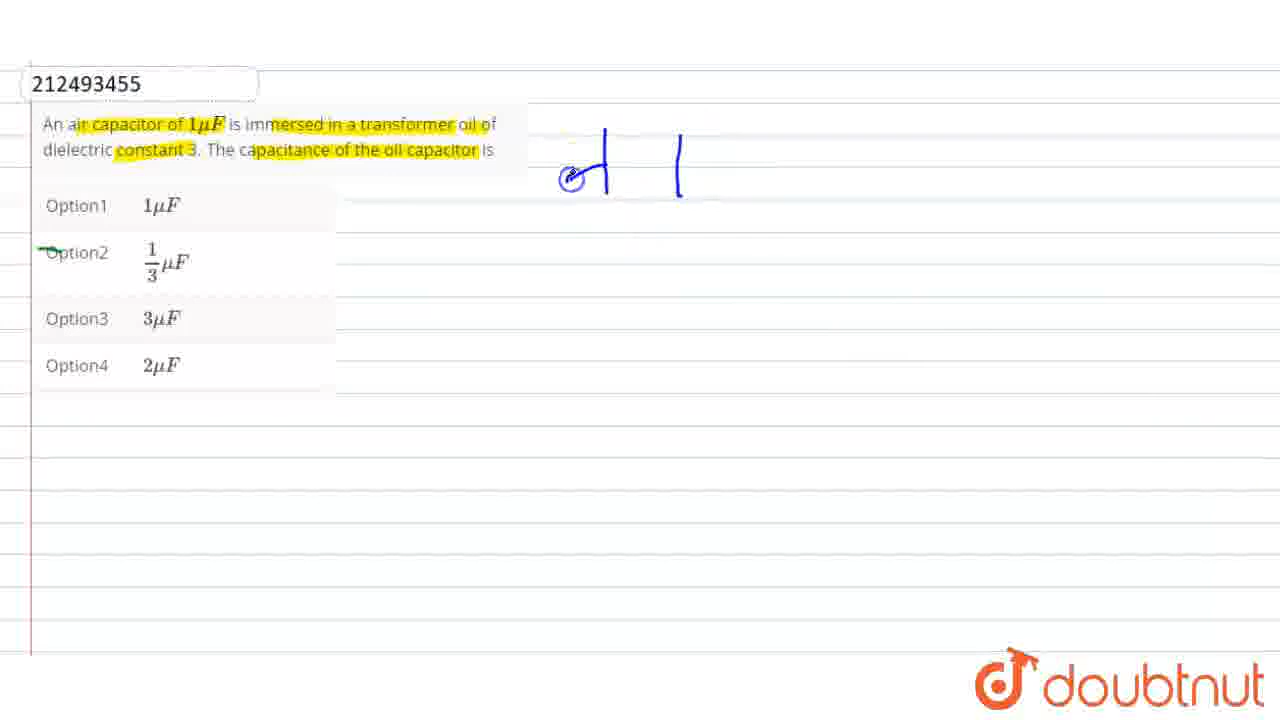 212493455
An air capacitor of 1μF is immersed in a transformer oil of
dielectric constant 3. The capacitance of the oil capacitor is
Option1 1μF
Option2 1/3 μF
Option3 3μF
Option4 2μF
doubtnut